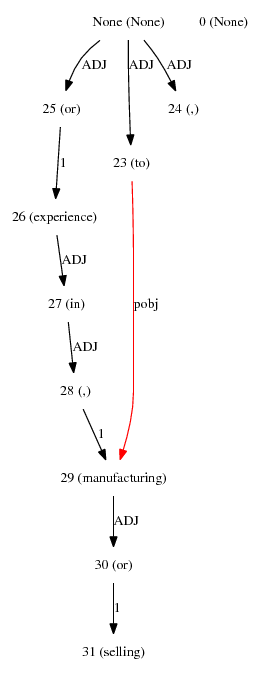 None (None) 0 (None)
ADJ ADJ ADJ
25 (or) 24 (,)
1 23 (to)
26 (experience)
ADJ
27 (in) pobj
ADJ
28 (,)
1
29 (manufacturing)
ADJ
30 (or)
1
31 (selling)